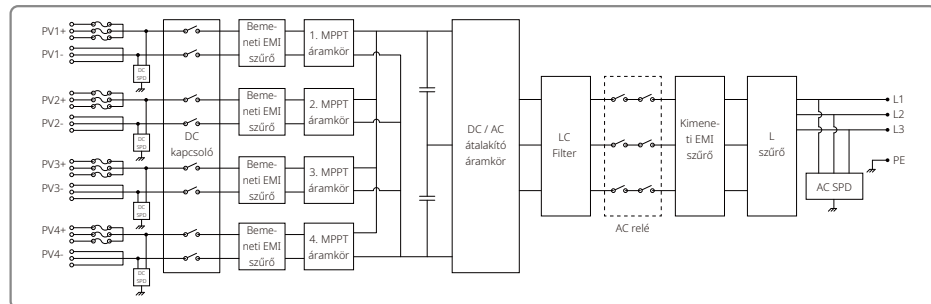 PV1+
PV1-
DC
SPD
PV2+
PV2-
DC
SPD
PV3+
PV3-
DC
SPD
PV4+
PV4-
DC
SPD
DC
kapcsoló
Beme-
neti EMI
szűrő
Beme-
neti EMI
szűrő
Beme-
neti EMI
szűrő
Beme-
neti EMI
szűrő
1. MPPT
áramkör
2. MPPT
áramkör
3. MPPT
áramkör
4. MPPT
áramkör
DC / AC
átalakító
áramkör
LC
Filter
AC relé
Kimene-
ti EMI
szűrő
L
szűrő
L1
L2
L3
PE
AC SPD